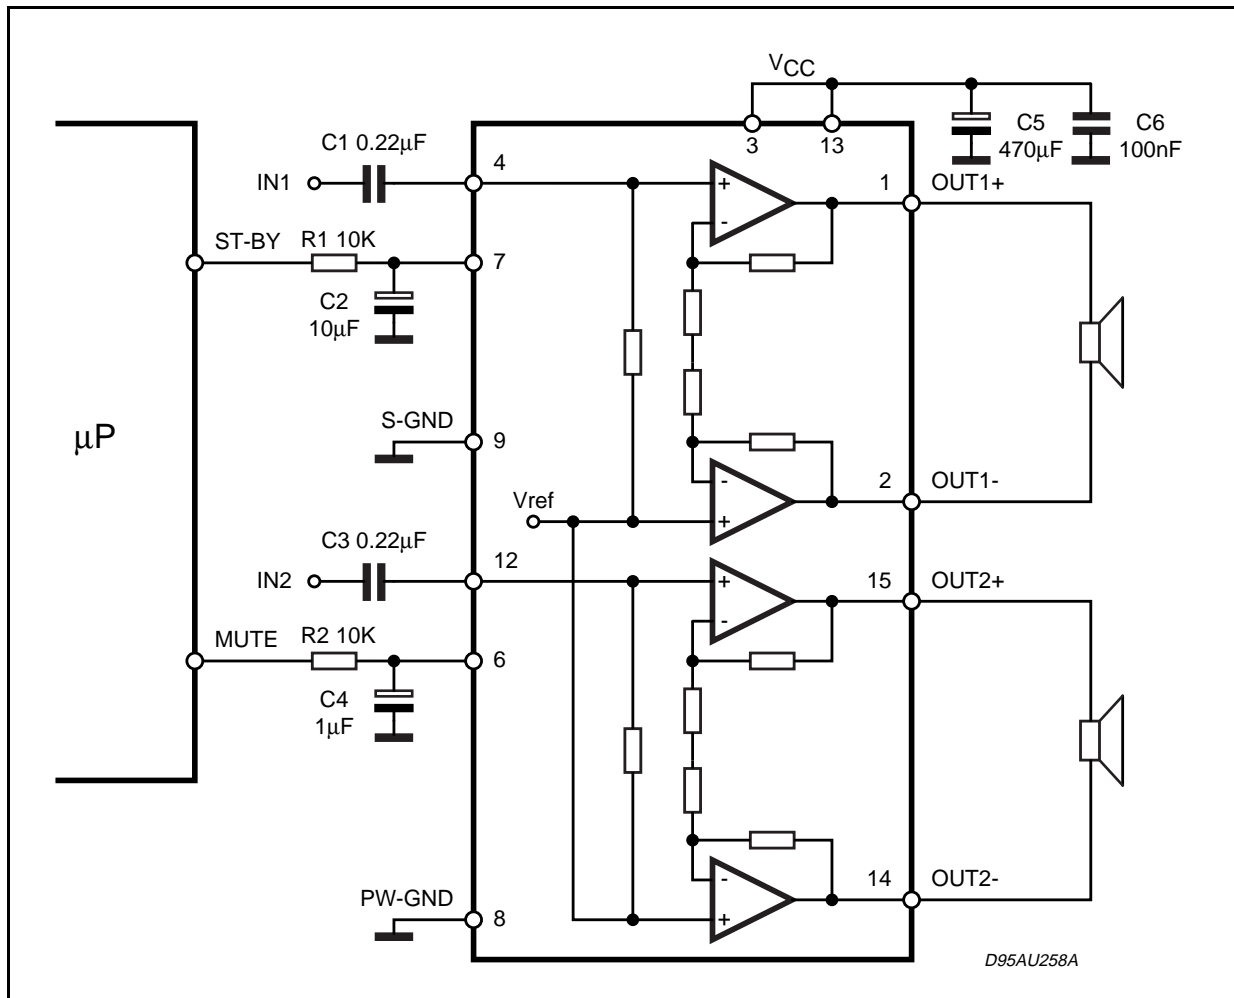 VCC
C1 0.22µF
4
3
13
C5
470µF
C6
100nF
IN1
+
1
OUT1+
-
ST-BY
R1 10K
7
C2
10µF
µP
S-GND
9
-
2
OUT1-
Vref
+
C3 0.22µF
12
IN2
+
15
OUT2+
-
MUTE
R2 10K
6
C4
1µF
-
14
OUT2-
PW-GND
8
+
D95AU258A